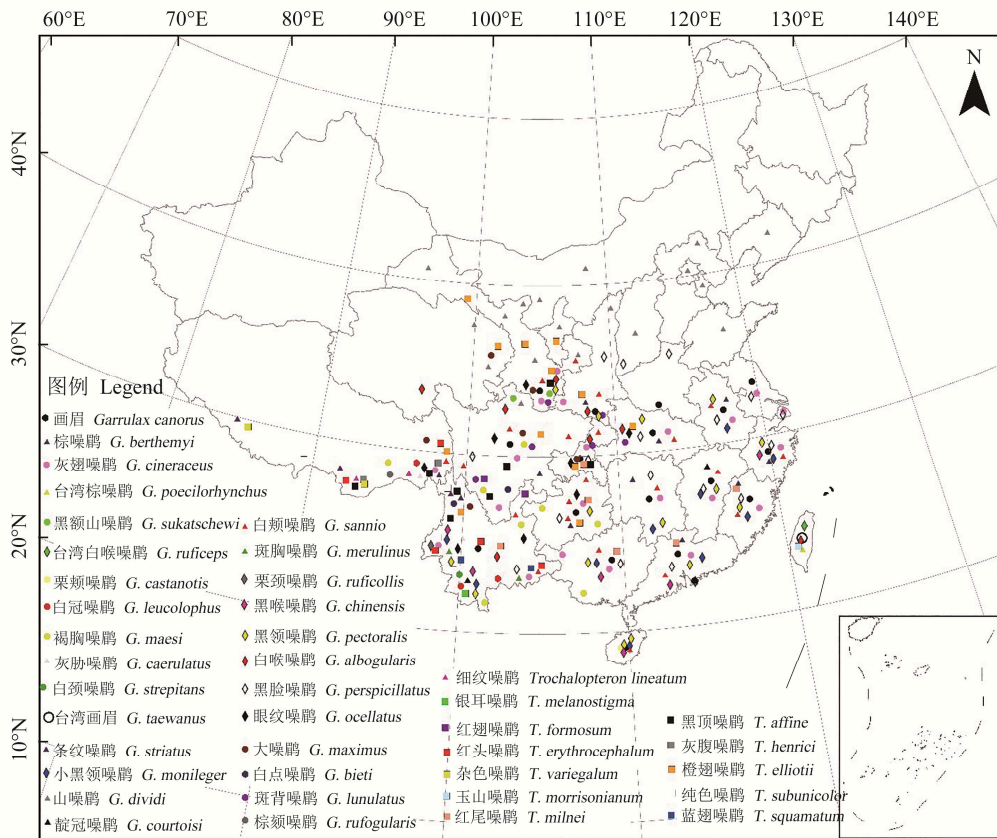 60°E 70°E 80°E 90°E 100°E 110°E 120°E 130°E 140°E
N
40°N
30°N
20°N
10°N
图例 Legend
画眉 Garrulax canorus
棕噪鹛 G. berthemyi
灰翅噪鹛 G. cineraceus
台湾棕噪鹛 G. poecilorhynchus
黑额山噪鹛 G. sukatschewi
台湾白喉噪鹛 G. ruficeps
栗颊噪鹛 G. castanotis
白冠噪鹛 G. leucolophus
褐胸噪鹛 G. maesi
灰胁噪鹛 G. caerulatus
白颈噪鹛 G. strepitans
台湾画眉 G. taewanus
条纹噪鹛 G. striatus
小黑领噪鹛 G. monileger
山噪鹛 G. dividi
靛冠噪鹛 G. courtoisi
白颊噪鹛 G. sannio
斑胸噪鹛 G. merulinus
栗颈噪鹛 G. ruficollis
黑喉噪鹛 G. chinensis
黑领噪鹛 G. pectoralis
白喉噪鹛 G. albogularis
黑脸噪鹛 G. perspicillatus
眼纹噪鹛 G. ocellatus
大噪鹛 G. maximus
白点噪鹛 G. bieti
斑背噪鹛 G. lunulatus
棕颏噪鹛 G. rufogularis
细纹噪鹛 Trochalopteron lineatum
银耳噪鹛 T. melanostigma
红翅噪鹛 T. formosum
红头噪鹛 T. erythrocephalum
杂色噪鹛 T. variegalum
玉山噪鹛 T. morrisonianum
红尾噪鹛 T. milnei
黑顶噪鹛 T. affine
灰腹噪鹛 T. henrici
橙翅噪鹛 T. elliotii
纯色噪鹛 T. subunicolor
蓝翅噪鹛 T. squamatum